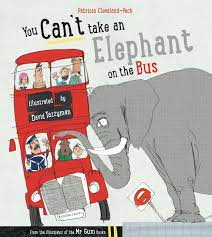 Patricia Cleveland-Peck
You Can't take an
Elephant
on the Bus
Illustrated by
David Tazzyman
BLOOMSBURY
From the illustrator of the Mr Gum books